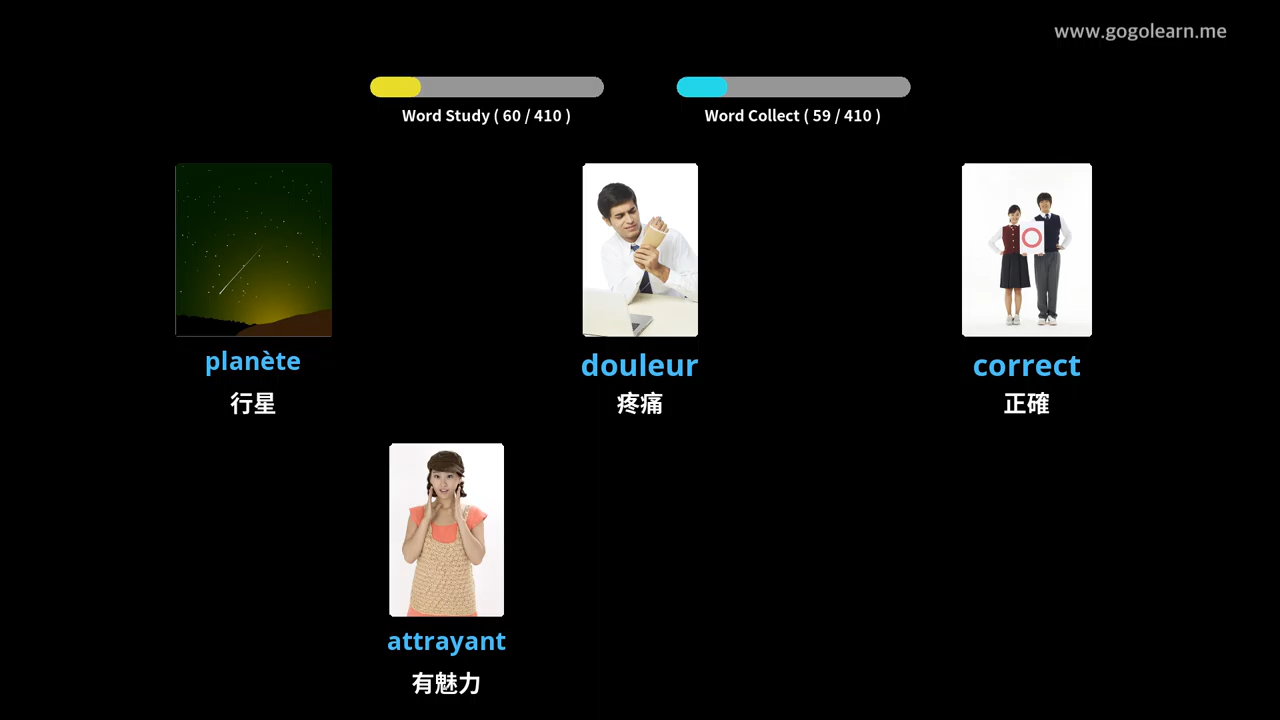 www.gogolearn.me
Word Study ( 60 / 410 )
Word Collect ( 59 / 410 )
planète
行星
douleur
疼痛
correct
正確
attrayant
有魅力